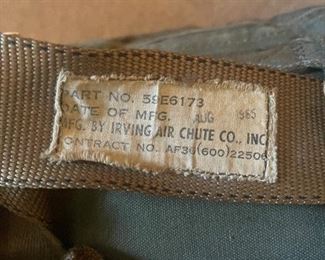 PART NO. 59E6173
DATE OF MFG. AUG 1965
MFG. BY IRVING AIR CHUTE CO., INC
CONTRACT NO. AF36(600)22506